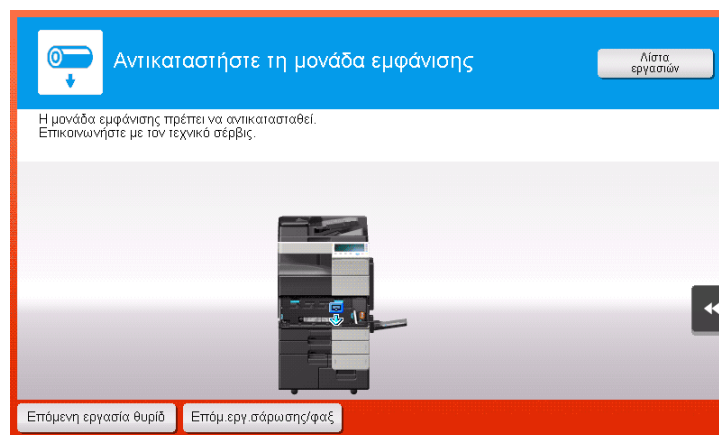 Αντικαταστήστε τη μονάδα εμφάνισης
Λίστα
εργασιών
Η μονάδα εμφάνισης πρέπει να αντικατασταθεί.
Επικοινωνήστε με τον τεχνικό σέρβις.
Επόμενη εργασία θυρίδ
Επόμ.εργ.σάρωσης/φαξ